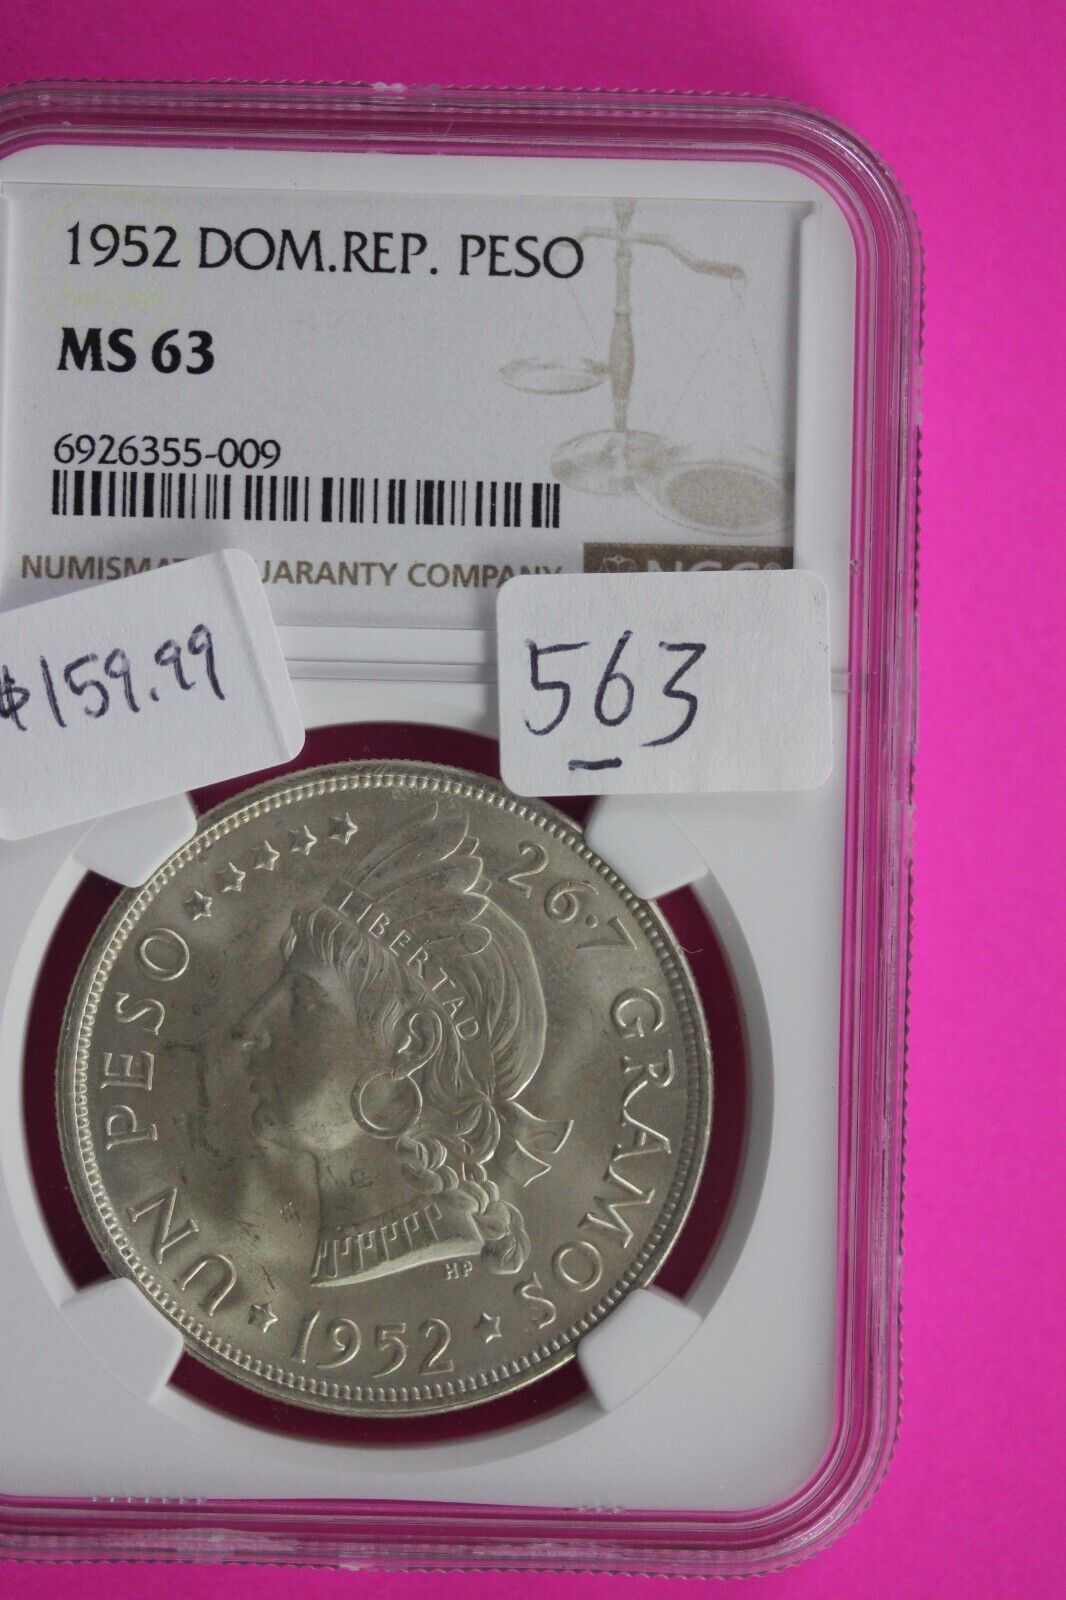 1952 DOM.REP. PESO
MS 63
6926355-009
NUMISMAT UARANTY COMPANY
NGC®
$159.99
563
UN PESO
LIBERTAD
26·7 GRAMOS
HP
1952